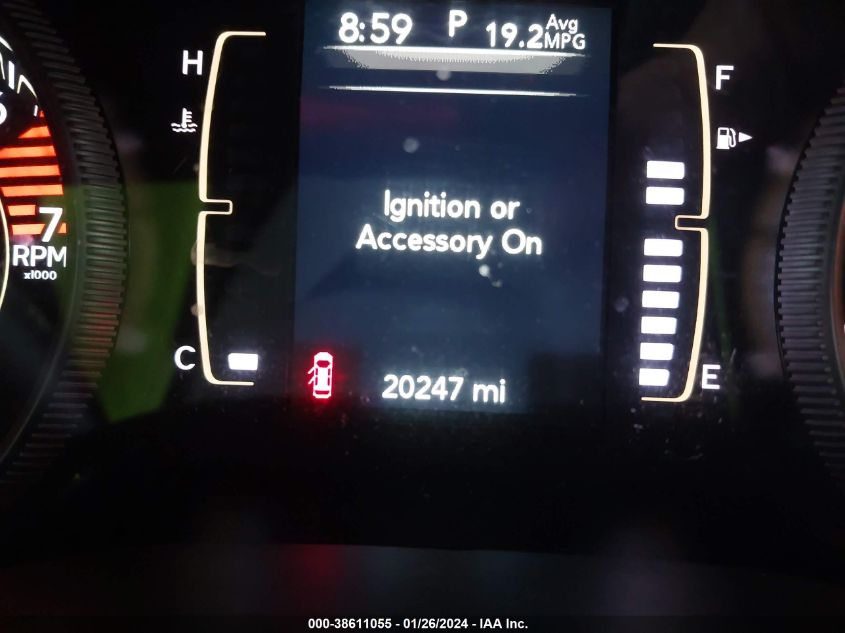 8:59 P 19.2 Avg MPG
H
F
6
Ignition or
Accessory On
7
RPM
x1000
C
E
20247 mi
000-38611055 - 01/26/2024 - IAA Inc.